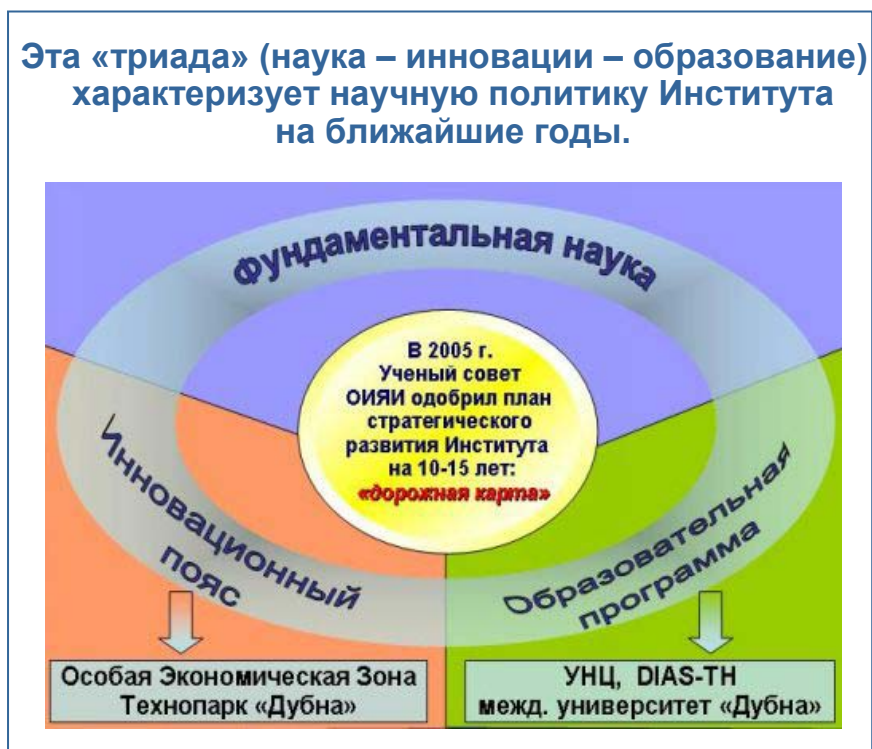 Эта «триада» (наука – инновации – образование)
характеризует научную политику Института
на ближайшие годы.
Фундаментальная наука
В 2005 г.
Ученый совет
ОИЯИ одобрил план
стратегического
развития Института
на 10-15 лет:
«дорожная карта»
Инновационный
пояс
Образовательная
программа
Особая Экономическая Зона
Технопарк «Дубна»
УНЦ, DIAS-TH
межд. университет «Дубна»